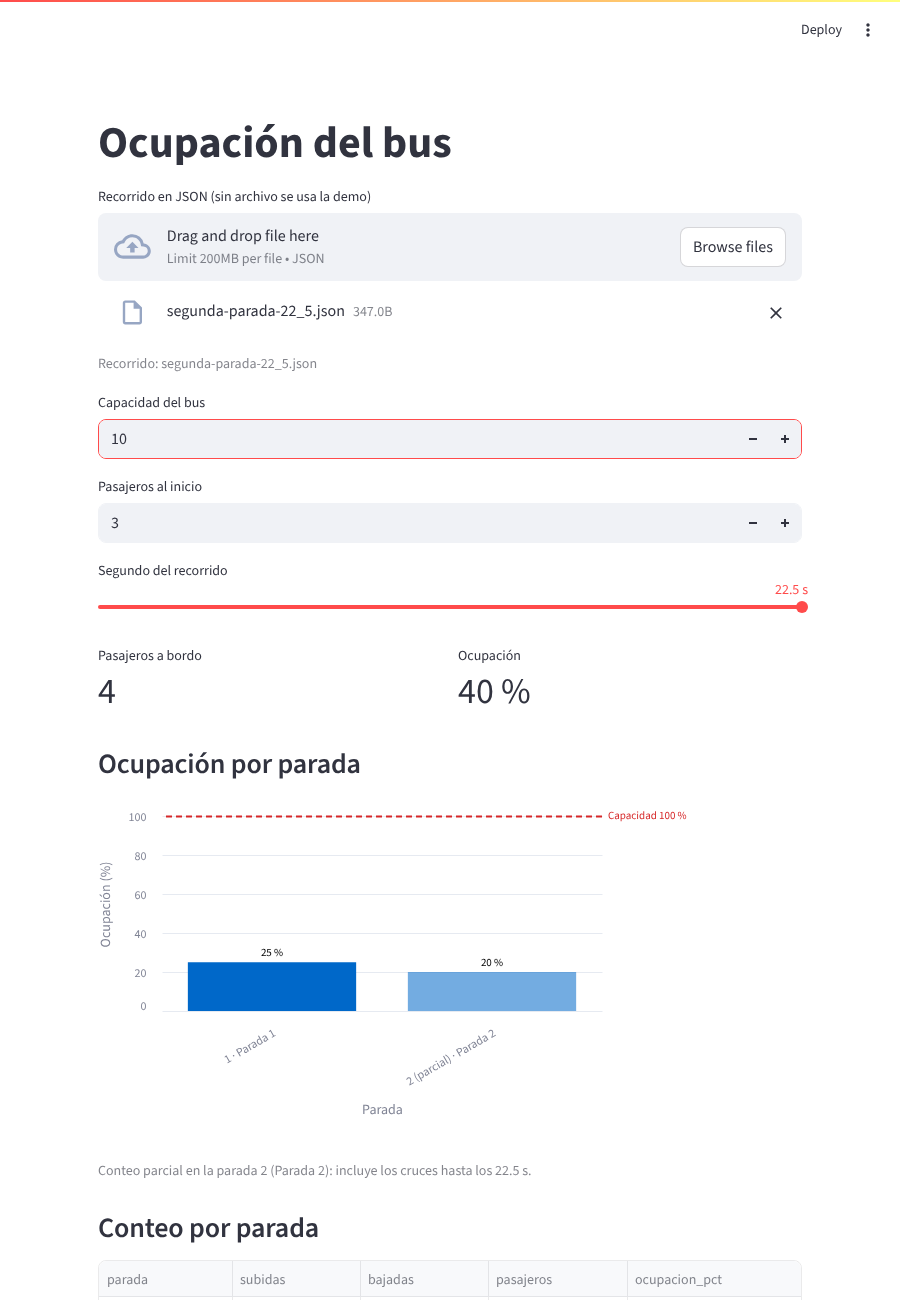 Deploy
Ocupación del bus
Recorrido en JSON (sin archivo se usa la demo)
Drag and drop file here
Limit 200MB per file • JSON
Browse files
segunda-parada-22_5.json 347.0B
Recorrido: segunda-parada-22_5.json
Capacidad del bus
10
Pasajeros al inicio
3
Segundo del recorrido
22.5 s
Pasajeros a bordo
4
Ocupación
40 %
Ocupación por parada
100
80
60
40
20
0
Ocupación (%)
Capacidad 100 %
25 %
20 %
1 · Parada 1
2 (parcial) · Parada 2
Parada
Conteo parcial en la parada 2 (Parada 2): incluye los cruces hasta los 22.5 s.
Conteo por parada
parada subidas bajadas pasajeros ocupacion_pct